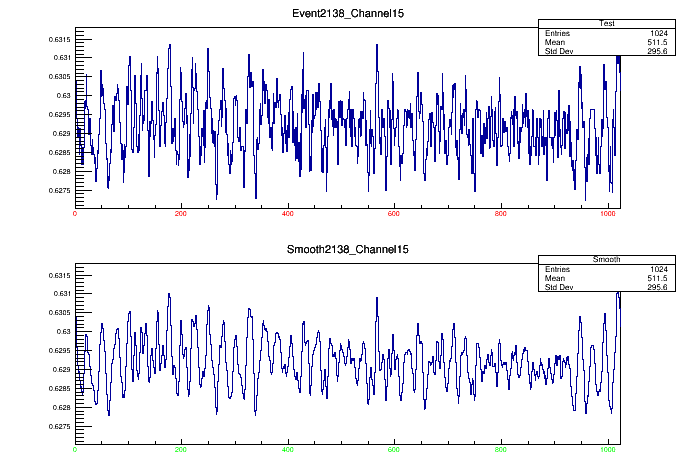 Event2138_Channel15
Test
Entries 1024
Mean 511.5
Std Dev 295.6
0.6315
0.631
0.6305
0.63
0.6295
0.629
0.6285
0.628
0.6275
0 200 400 600 800 1000
Smooth2138_Channel15
Smooth
Entries 1024
Mean 511.5
Std Dev 295.6
0.6315
0.631
0.6305
0.63
0.6295
0.629
0.6285
0.628
0.6275
0 200 400 600 800 1000